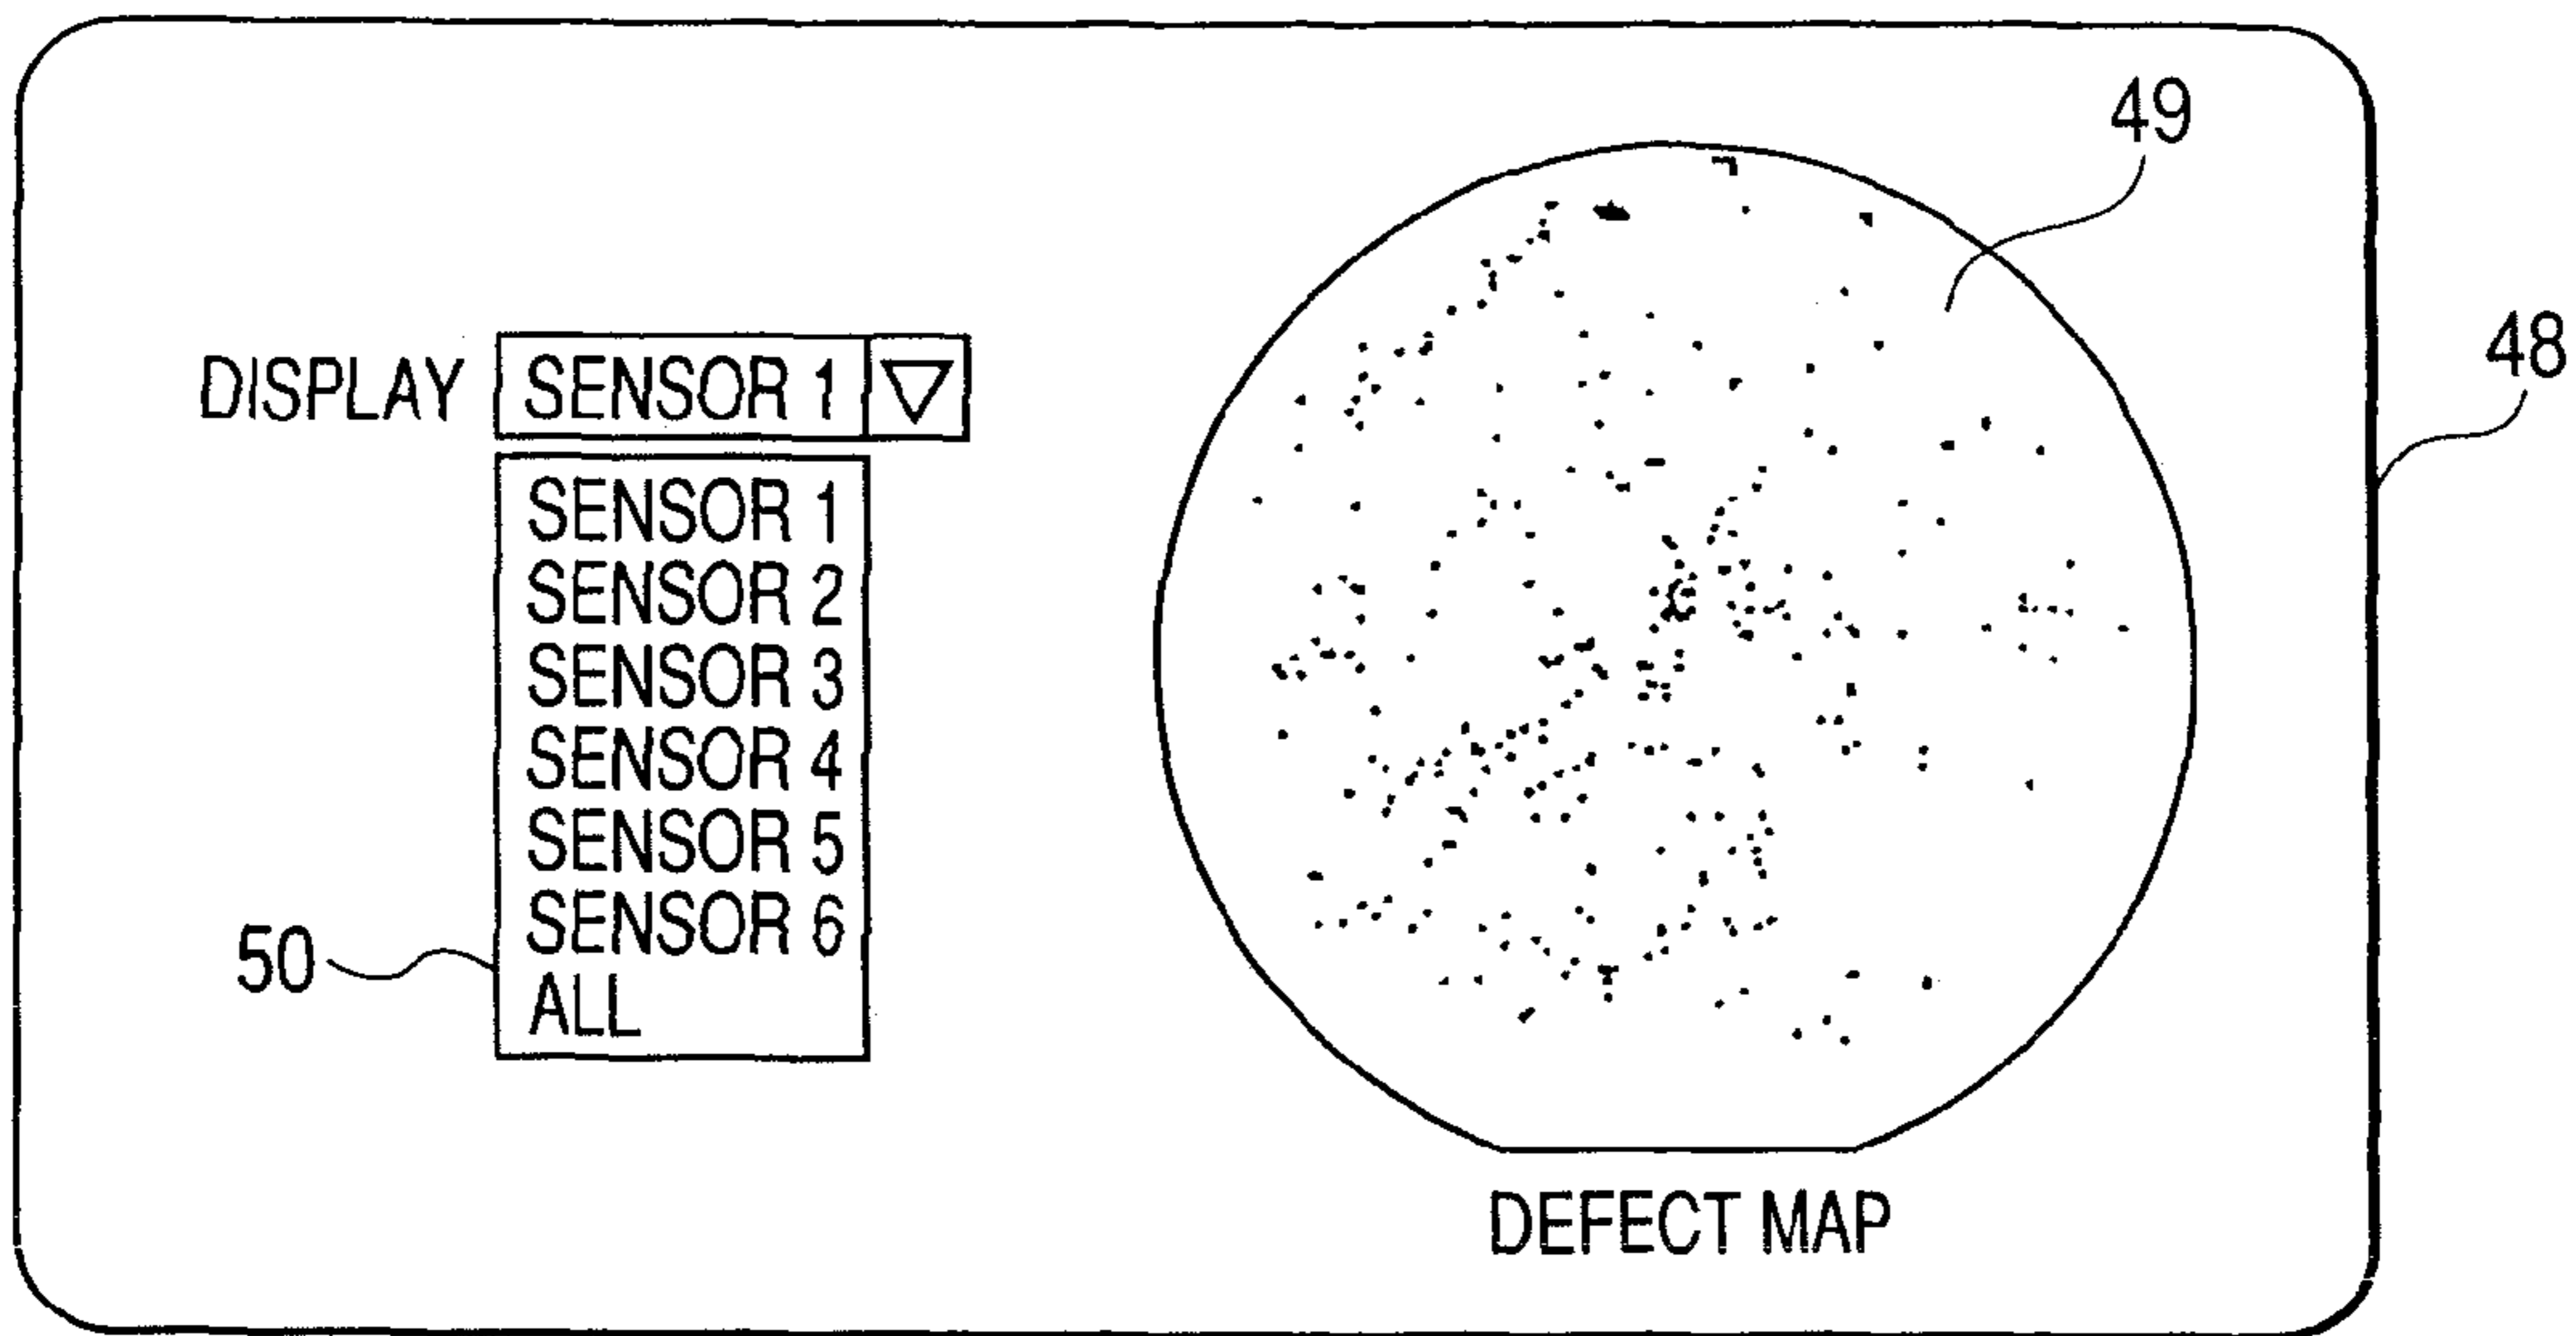 49
48
DISPLAY SENSOR 1
SENSOR 1
SENSOR 2
SENSOR 3
SENSOR 4
SENSOR 5
SENSOR 6
ALL
50
DEFECT MAP